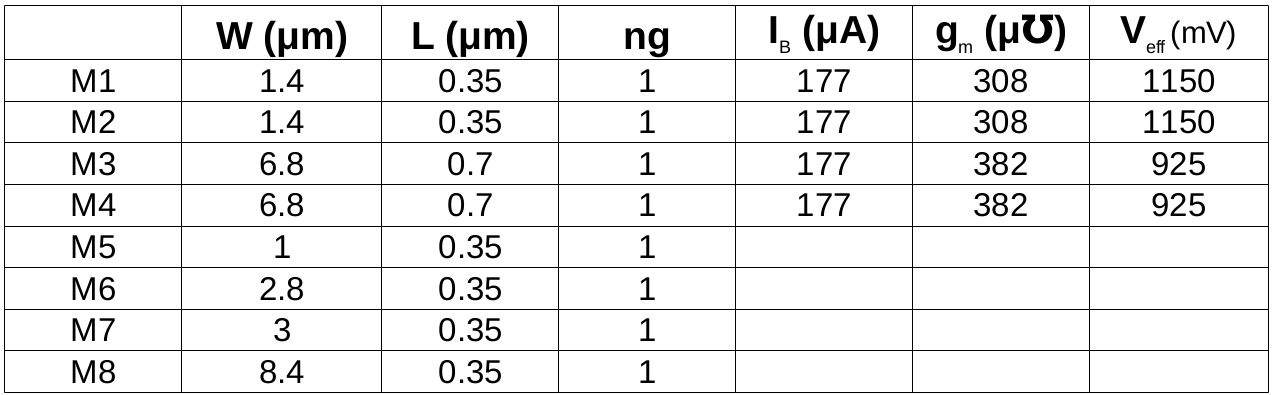 W (µm) L (µm) ng I_B (µA) g_m (µ℧) V_eff (mV)
M1 1.4 0.35 1 177 308 1150
M2 1.4 0.35 1 177 308 1150
M3 6.8 0.7 1 177 382 925
M4 6.8 0.7 1 177 382 925
M5 1 0.35 1
M6 2.8 0.35 1
M7 3 0.35 1
M8 8.4 0.35 1